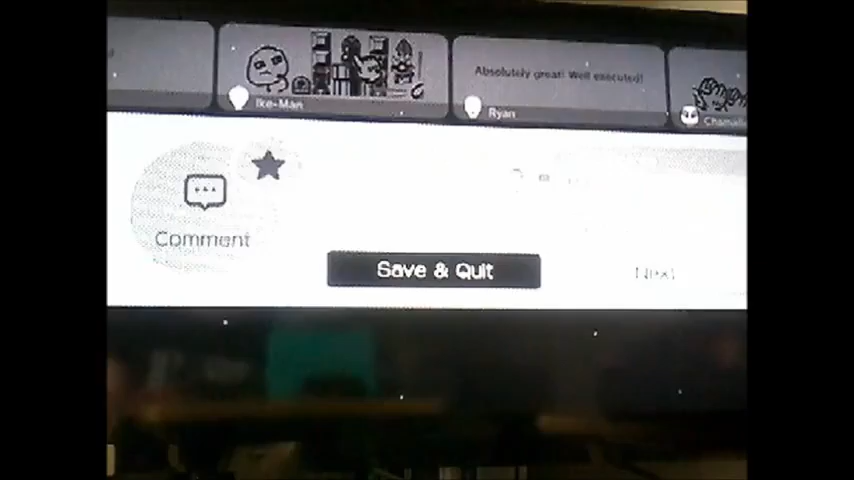 Absolutely great! Well executed!
Ike-Man
Ryan
Comment
Save & Quit
Next